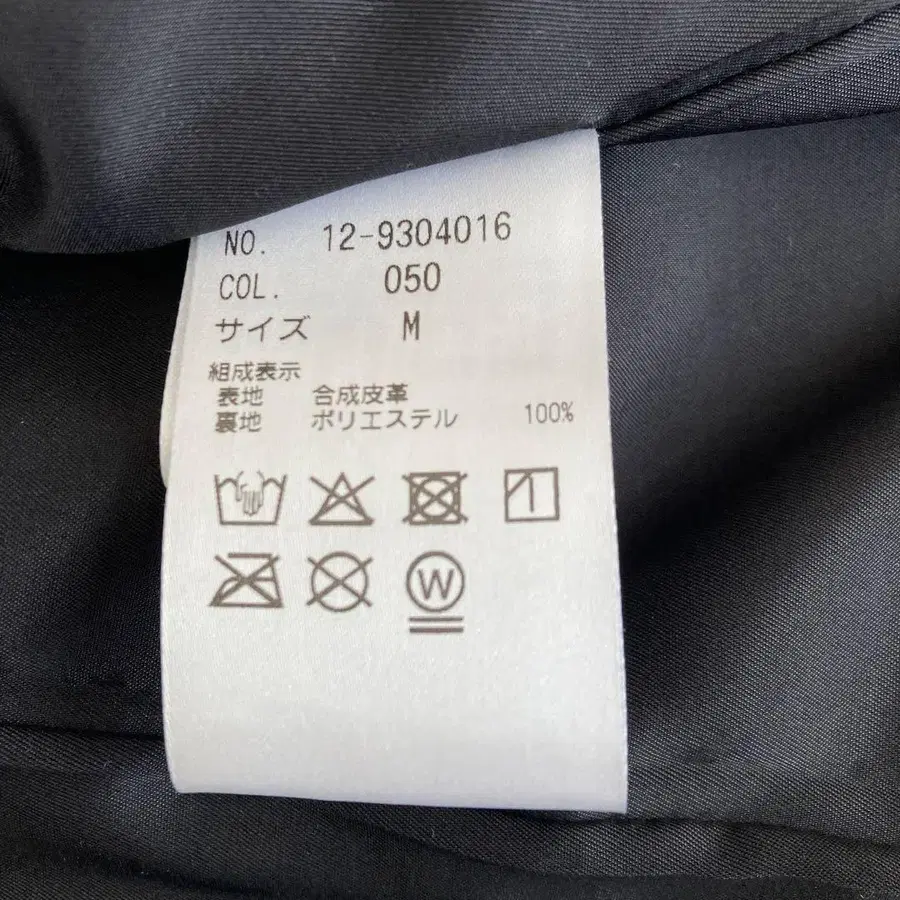 NO. 12-9304016
COL. 050
サイズ M
組成表示
表地 合成皮革
裏地 ポリエステル 100%
W